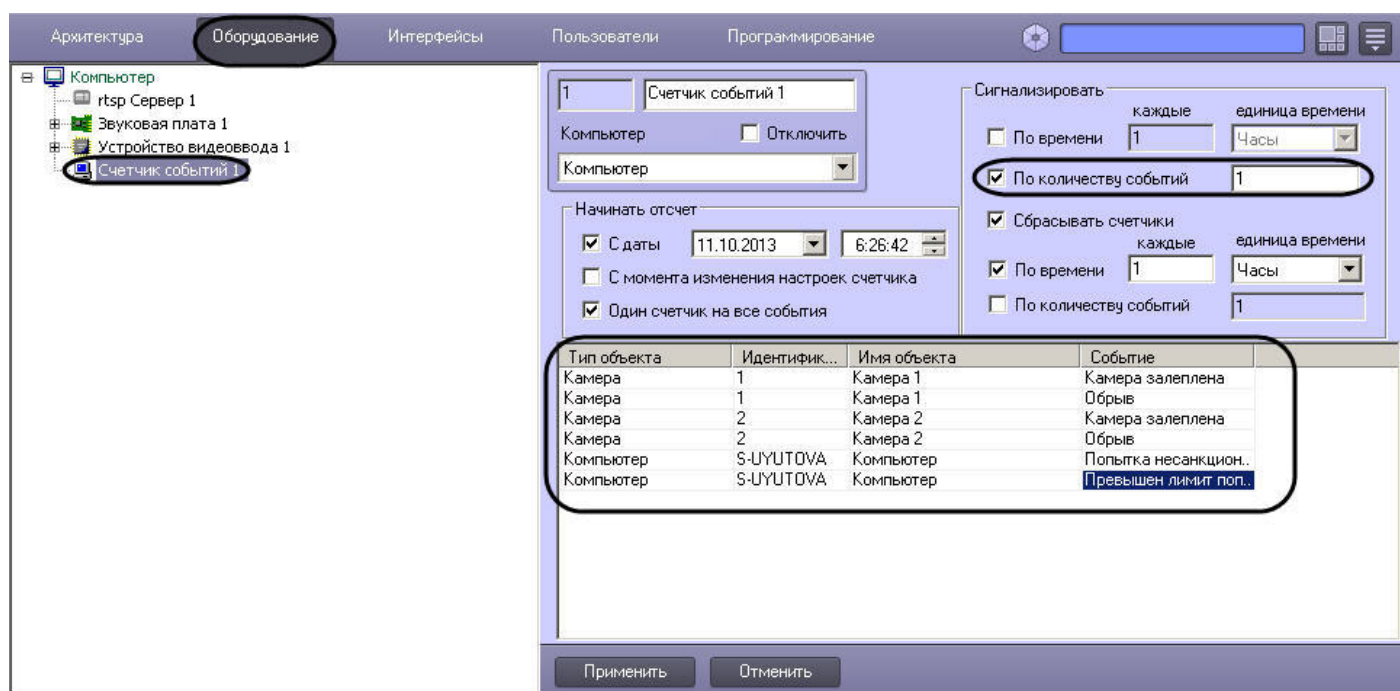 Архитектура Оборудование Интерфейсы Пользователи Программирование
Компьютер
rtsp Сервер 1
Звуковая плата 1
Устройство видеоввода 1
Счетчик событий 1
1 Счетчик событий 1
Компьютер Отключить
Компьютер
Начинать отсчет
С даты 11.10.2013 6:26:42
С момента изменения настроек счетчика
Один счетчик на все события
Сигнализировать
каждые единица времени
По времени 1 Часы
По количеству событий 1
Сбрасывать счетчики
каждые единица времени
По времени 1 Часы
По количеству событий 1
Тип объекта Идентифик... Имя объекта Событие
Камера 1 Камера 1 Камера залеплена
Камера 1 Камера 1 Обрыв
Камера 2 Камера 2 Камера залеплена
Камера 2 Камера 2 Обрыв
Компьютер S-UYUTOVA Компьютер Попытка несанкцион..
Компьютер S-UYUTOVA Компьютер Превышен лимит поп..
Применить Отменить